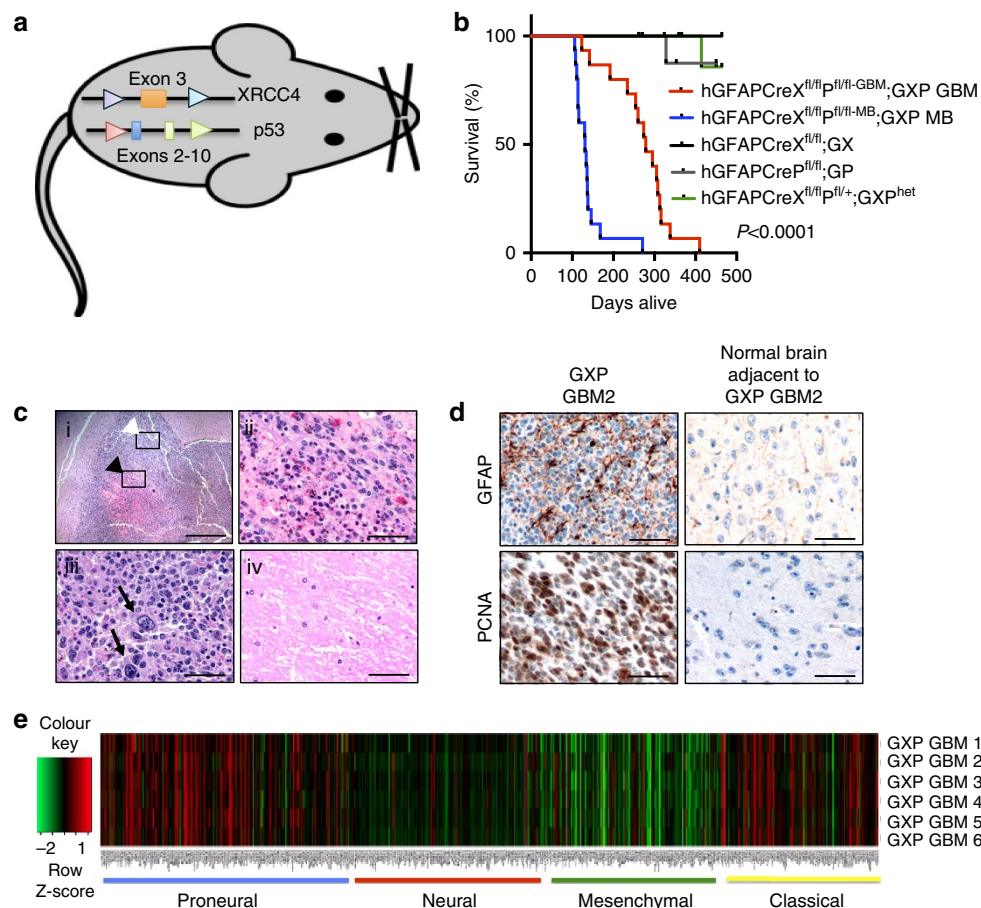 a
Exon 3
XRCC4
p53
Exons 2-10
b
100
50
0
Survival (%)
0 100 200 300 400 500
Days alive
hGFAPCreX^fl/fl P^fl/fl-GBM;GXP GBM
hGFAPCreX^fl/fl P^fl/fl-MB;GXP MB
hGFAPCreX^fl/fl;GX
hGFAPCreP^fl/fl;GP
hGFAPCreX^fl/fl P^fl/+;GXP^het
P<0.0001
c
i
ii
iii
iv
d
GXP
GBM2
Normal brain
adjacent to
GXP GBM2
GFAP
PCNA
e
Colour
key
–2 1
Row
Z-score
GXP GBM 1
GXP GBM 2
GXP GBM 3
GXP GBM 4
GXP GBM 5
GXP GBM 6
Proneural
Neural
Mesenchymal
Classical